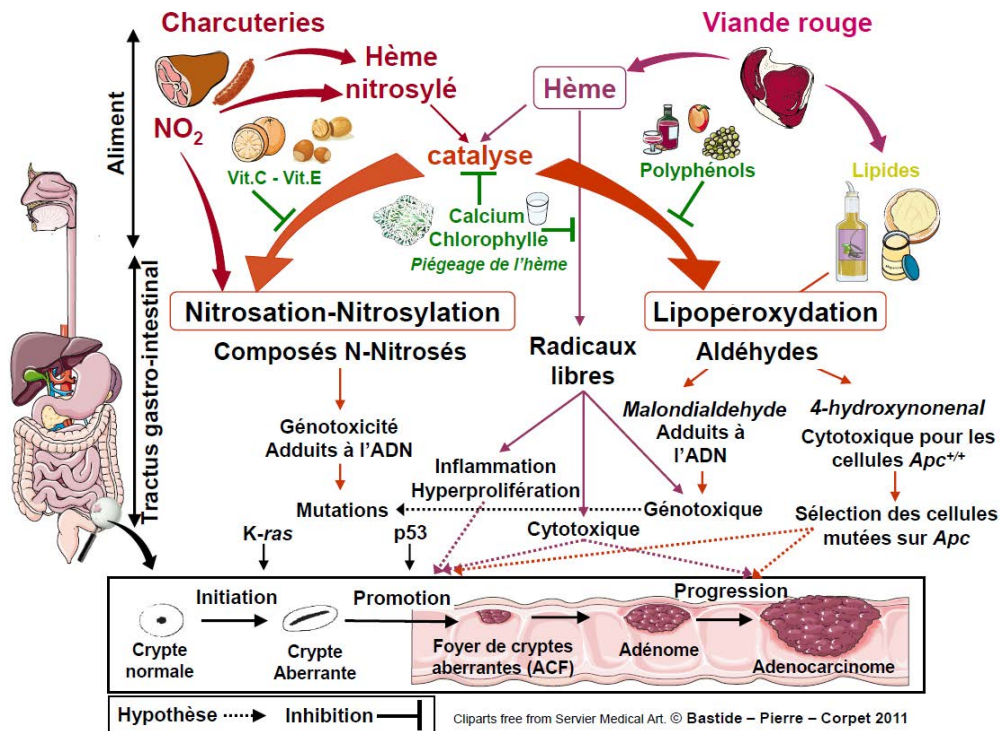 Charcuteries
Viande rouge
Aliment
Hème
nitrosylé
Hème
NO2
Vit.C - Vit.E
catalyse
Polyphénols
Lipides
Calcium
Chlorophylle
Piégeage de l'hème
Tractus gastro-intestinal
Nitrosation-Nitrosylation
Lipoperoxydation
Composés N-Nitrosés
Radicaux
libres
Aldéhydes
Génotoxicité
Adduits à l'ADN
Malondialdehyde
Adduits à
l'ADN
4-hydroxynonenal
Cytotoxique pour les
cellules Apc+/+
Inflammation
Hyperprolifération
Mutations
Génotoxique
Cytotoxique
Sélection des cellules
mutées sur Apc
K-ras
p53
Initiation
Promotion
Progression
Crypte
normale
Crypte
Aberrante
Foyer de cryptes
aberrantes (ACF)
Adénome
Adenocarcinome
Hypothèse
Inhibition
Cliparts free from Servier Medical Art. © Bastide – Pierre – Corpet 2011